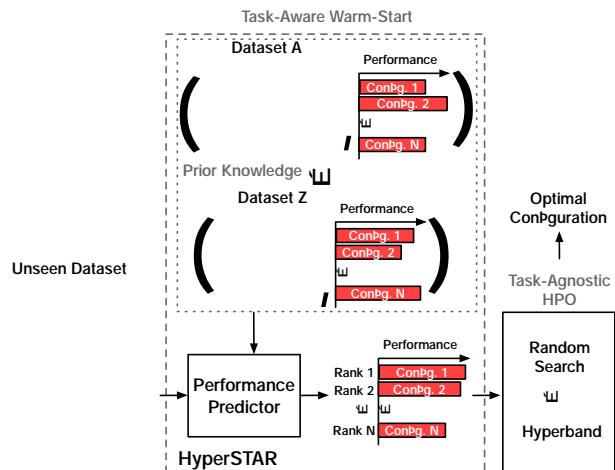 Task-Aware Warm-Start
Dataset A
Performance
Conþg. 1
Conþg. 2
É
Conþg. N
Prior Knowledge
É
Dataset Z
Performance
Conþg. 1
Conþg. 2
É
Conþg. N
Unseen Dataset
Optimal
Conþguration
Task-Agnostic
HPO
Performance
Predictor
Performance
Rank 1 Conþg. 1
Rank 2 Conþg. 2
É É
Rank N Conþg. N
Random
Search
É
Hyperband
HyperSTAR